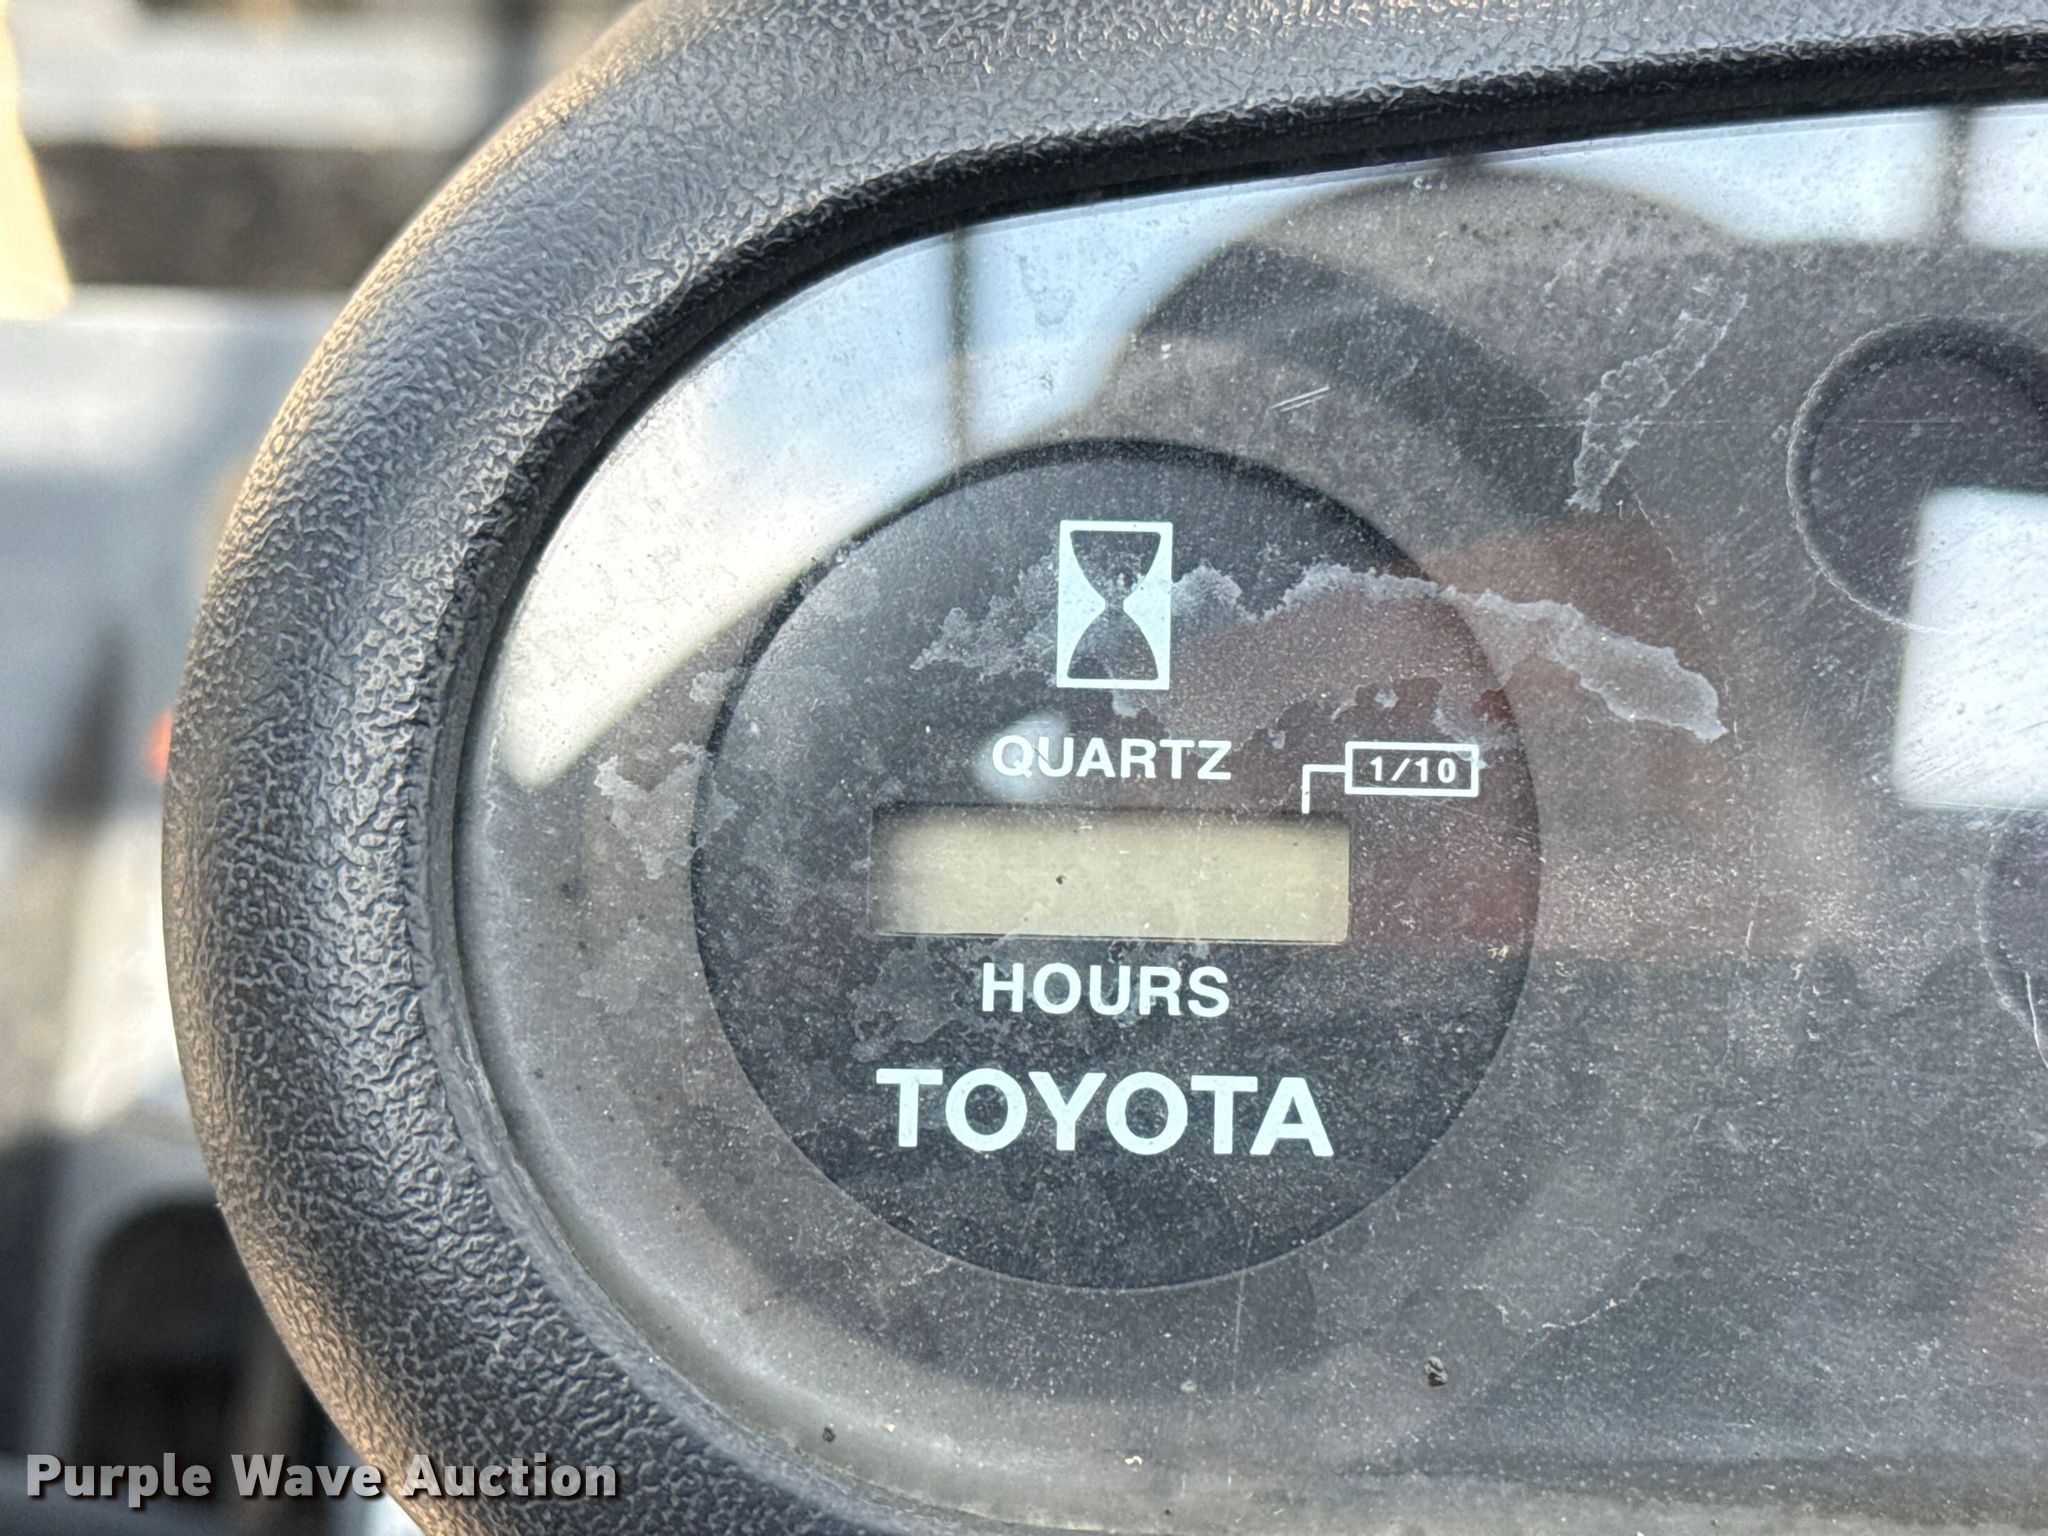 QUARTZ
1/10
HOURS
TOYOTA
Purple Wave Auction